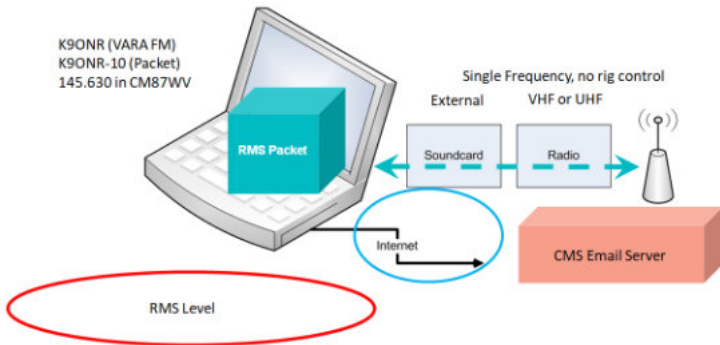 K9ONR (VARA FM)
K9ONR-10 (Packet)
145.630 in CM87WV
Single Frequency, no rig control
External
VHF or UHF
RMS Packet
Soundcard
Radio
Internet
CMS Email Server
RMS Level